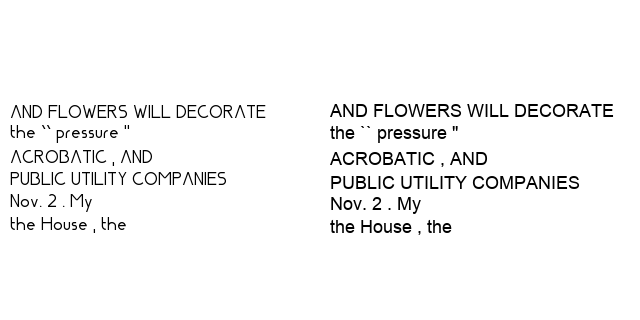 AND FLOWERS WILL DECORATE
the `` pressure "
ACROBATIC , AND
PUBLIC UTILITY COMPANIES
Nov. 2 . My
the House , the
AND FLOWERS WILL DECORATE
the `` pressure "
ACROBATIC , AND
PUBLIC UTILITY COMPANIES
Nov. 2 . My
the House , the